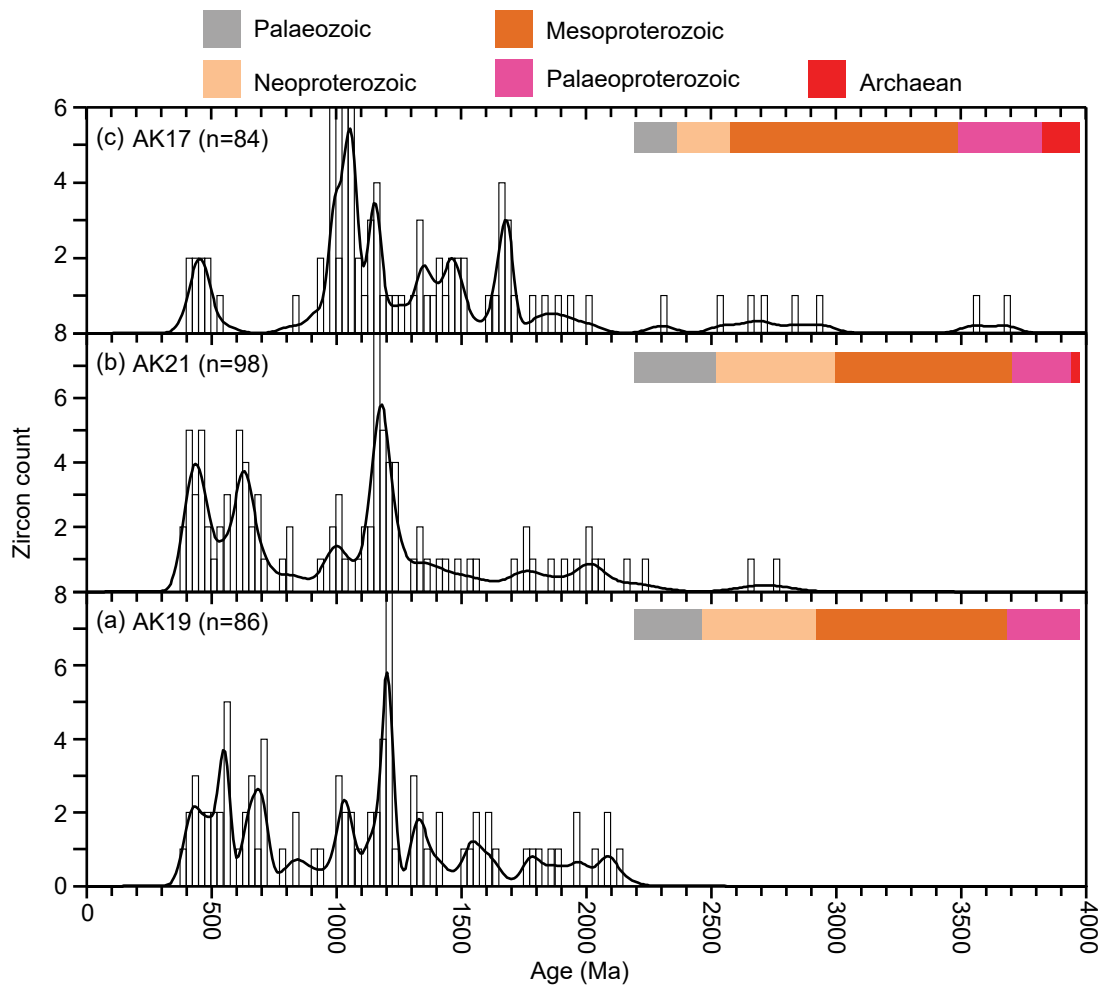 Palaeozoic
Mesoproterozoic
Neoproterozoic
Palaeoproterozoic
Archaean
6
(c) AK17 (n=84)
4
2
8
(b) AK21 (n=98)
6
4
2
8
(a) AK19 (n=86)
6
4
2
0
Zircon count
0
500
1000
1500
2000
2500
3000
3500
4000
Age (Ma)